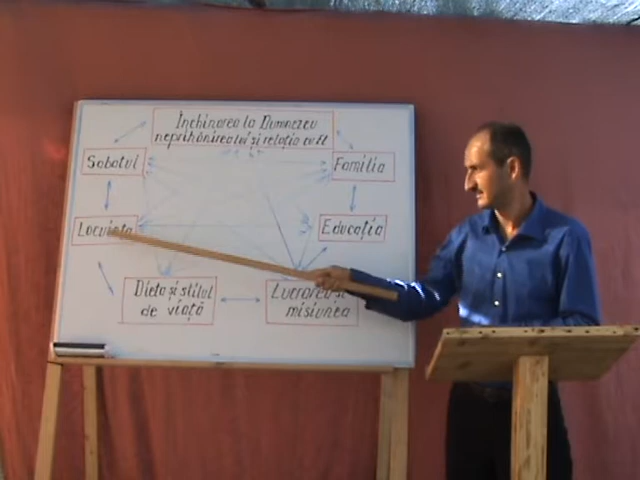 Închinarea la Dumnezeu
neprihănirea lui și relația cu El
Sabatul
Familia
Locuința
Educația
Dieta și stilul
de viață
Lucrarea și
misiunea